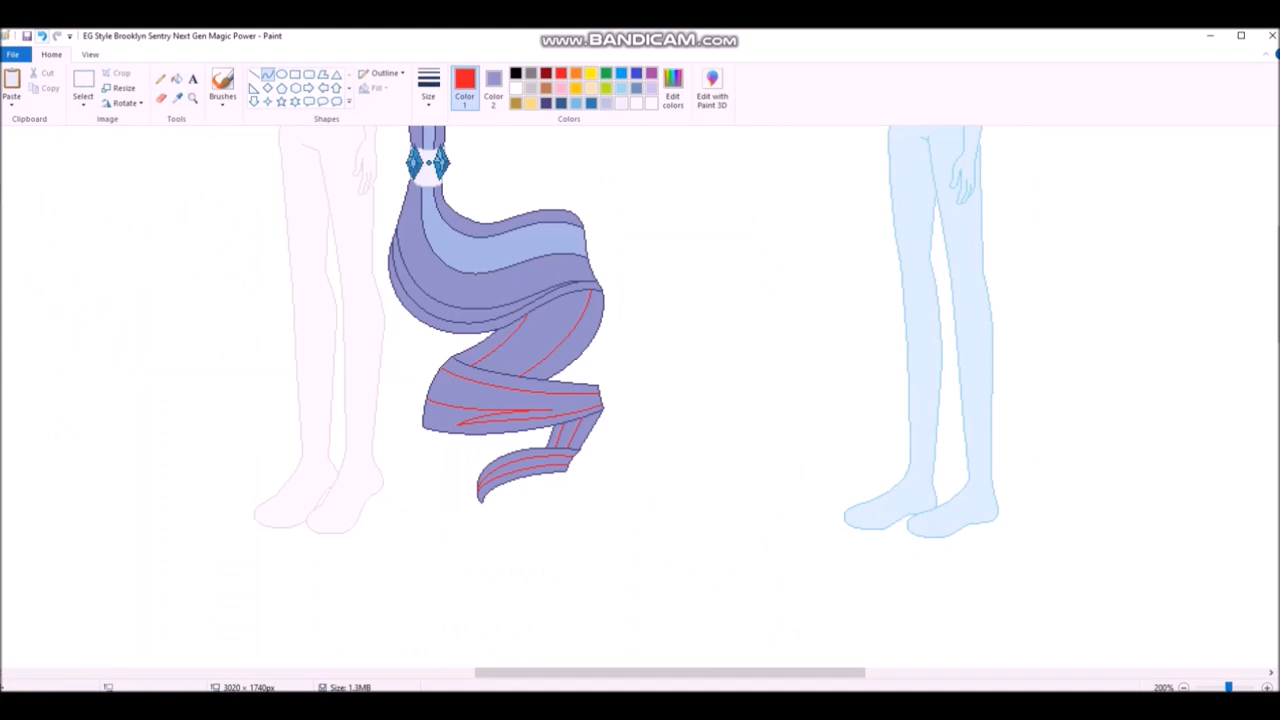 EG Style Brooklyn Sentry Next Gen Magic Power - Paint
www.BANDICAM.com
File Home View
Paste
Cut
Copy
Clipboard
Select
Crop
Resize
Rotate
Image
A
Tools
Brushes
Outline
Fill
Shapes
Size
Color 1
Color 2
Edit colors
Colors
Edit with Paint 3D
3020 × 1740px
Size: 1.3MB
200%